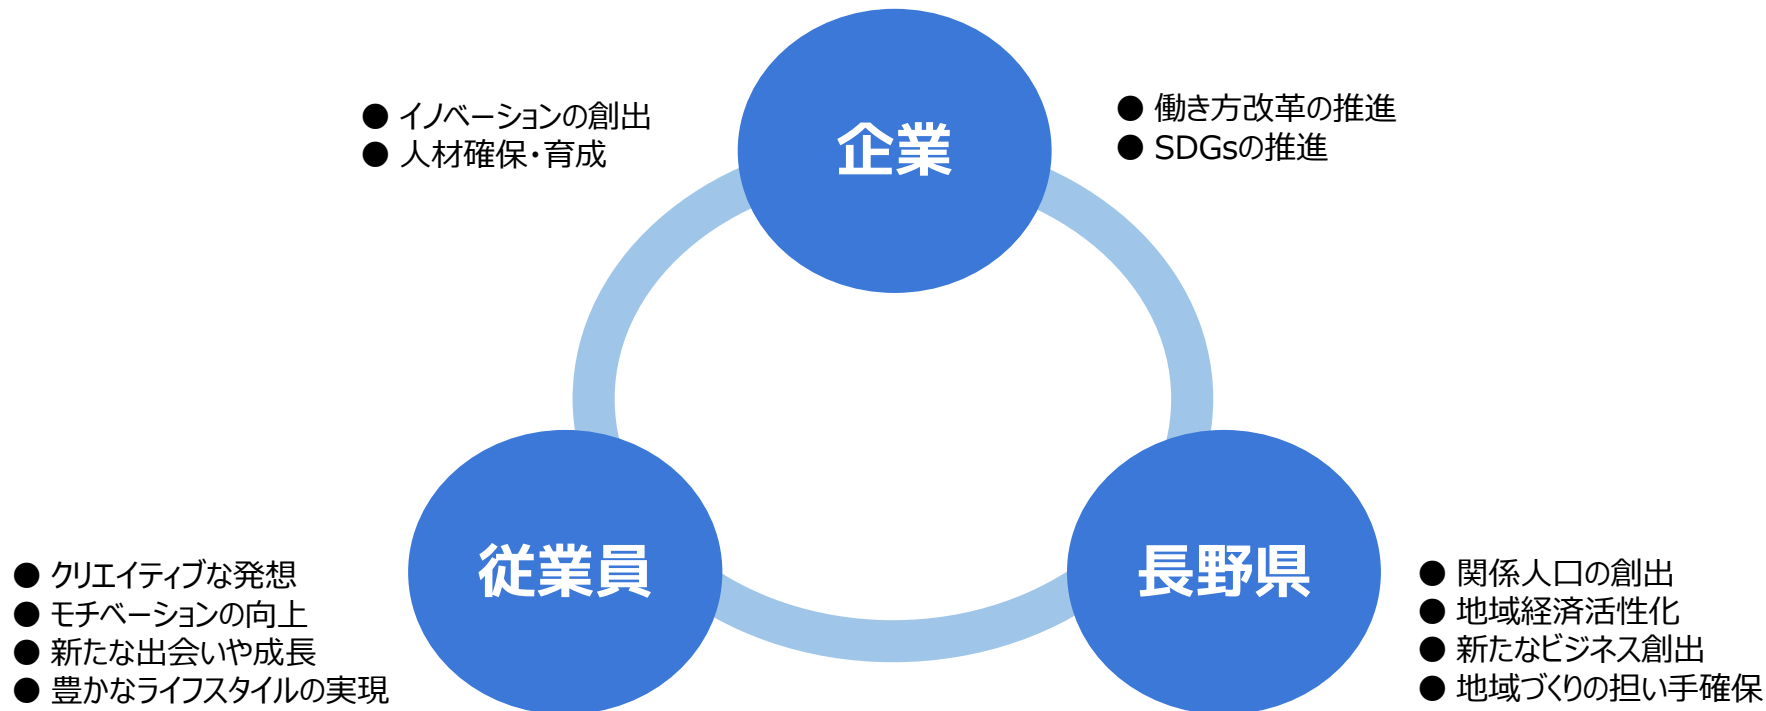 ● イノベーションの創出
● 人材確保・育成
企業
● 働き方改革の推進
● SDGsの推進
従業員
● クリエイティブな発想
● モチベーションの向上
● 新たな出会いや成長
● 豊かなライフスタイルの実現
長野県
● 関係人口の創出
● 地域経済活性化
● 新たなビジネス創出
● 地域づくりの担い手確保